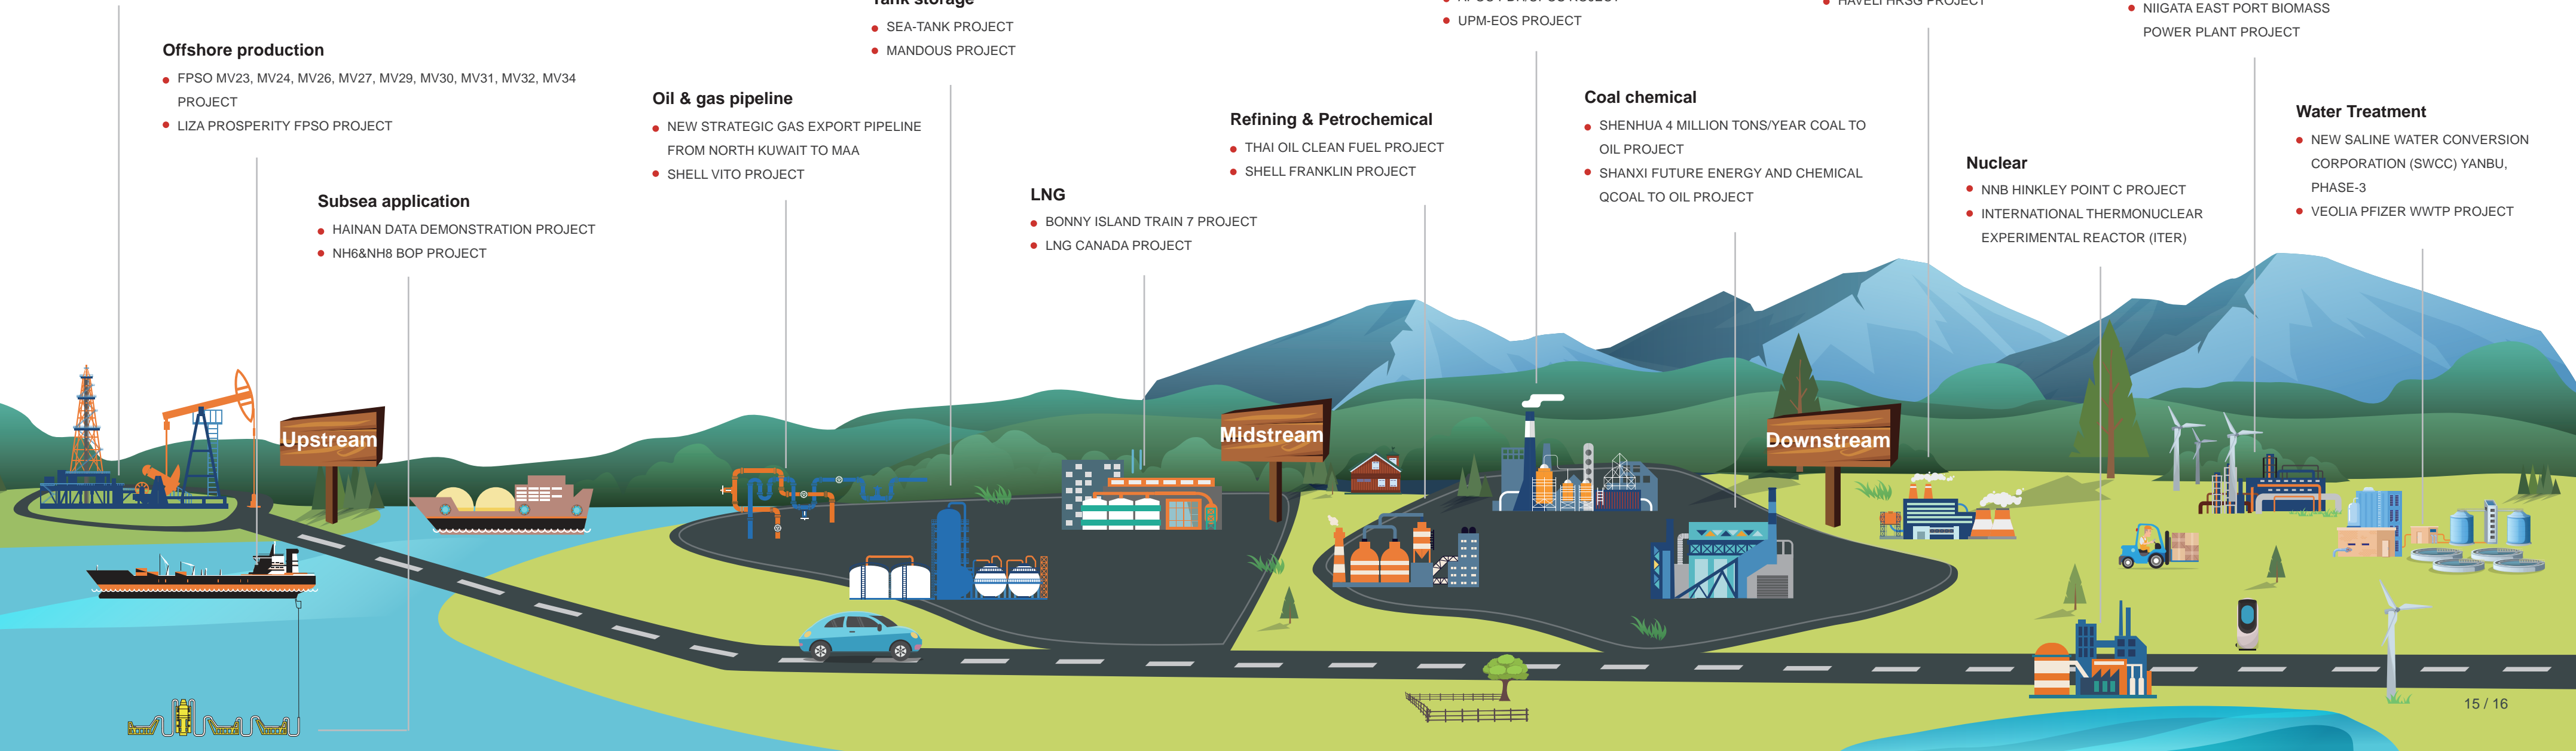 Tank storage
SEA-TANK PROJECT
MANDOUS PROJECT
UPM-EOS PROJECT
HAVELI HRSG PROJECT
NIIGATA EAST PORT BIOMASS
POWER PLANT PROJECT
Offshore production
FPSO MV23, MV24, MV26, MV27, MV29, MV30, MV31, MV32, MV34
PROJECT
LIZA PROSPERITY FPSO PROJECT
Subsea application
HAINAN DATA DEMONSTRATION PROJECT
NH6&NH8 BOP PROJECT
Oil & gas pipeline
NEW STRATEGIC GAS EXPORT PIPELINE
FROM NORTH KUWAIT TO MAA
SHELL VITO PROJECT
LNG
BONNY ISLAND TRAIN 7 PROJECT
LNG CANADA PROJECT
Refining & Petrochemical
THAI OIL CLEAN FUEL PROJECT
SHELL FRANKLIN PROJECT
Coal chemical
SHENHUA 4 MILLION TONS/YEAR COAL TO
OIL PROJECT
SHANXI FUTURE ENERGY AND CHEMICAL
QCOAL TO OIL PROJECT
Nuclear
NNB HINKLEY POINT C PROJECT
INTERNATIONAL THERMONUCLEAR
EXPERIMENTAL REACTOR (ITER)
Water Treatment
NEW SALINE WATER CONVERSION
CORPORATION (SWCC) YANBU,
PHASE-3
VEOLIA PFIZER WWTP PROJECT
Upstream
Midstream
Downstream
15 / 16